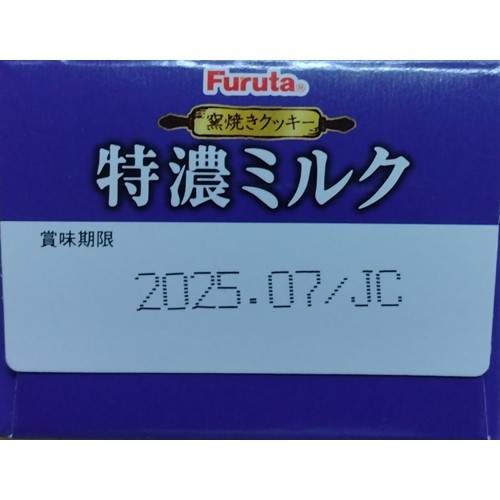 Furuta®
窯焼きクッキー
特濃ミルク
賞味期限
2025.07/JC